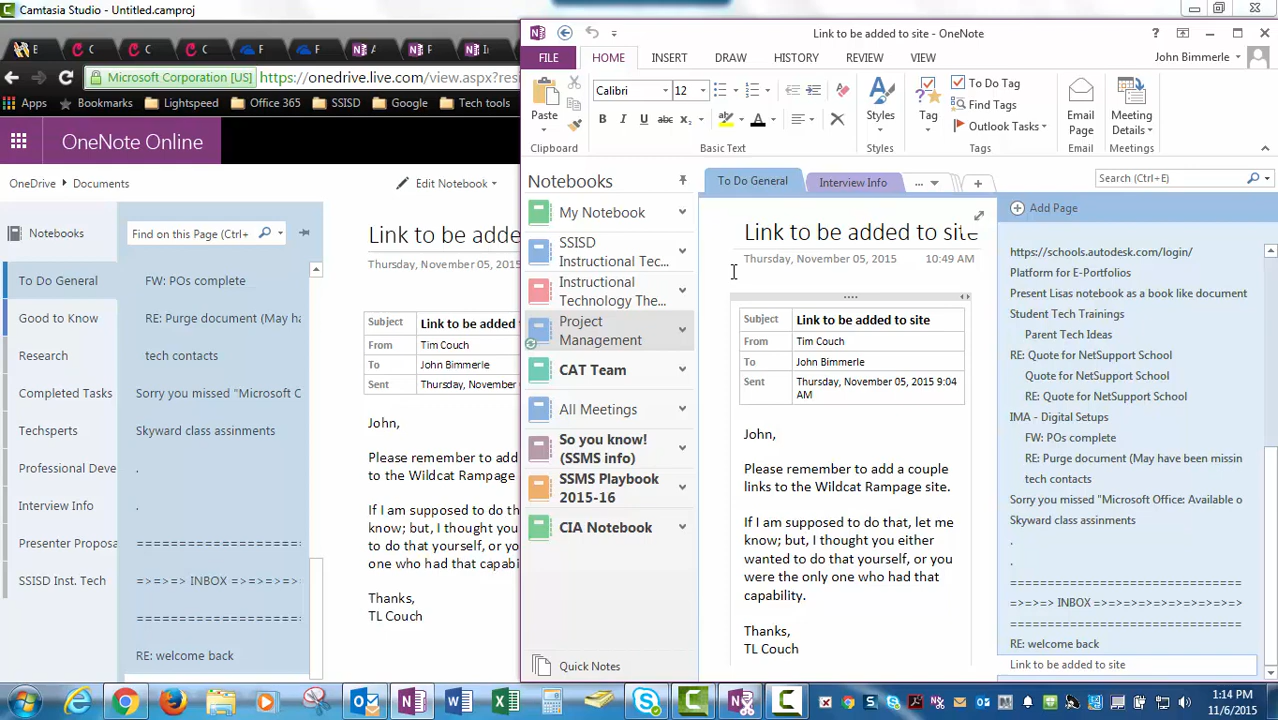 Camtasia Studio - Untitled.camproj
Link to be added to site - OneNote
E C C C F F A F In
Microsoft Corporation [US] https://onedrive.live.com/view.aspx?res
Apps Bookmarks Lightspeed Office 365 SSISD Google Tech tools
OneNote Online
OneDrive Documents Edit Notebook
Notebooks
Find on this Page (Ctrl+
To Do General
Good to Know
Research
Completed Tasks
Techsperts
Professional Deve
Interview Info
Presenter Proposa
SSISD Inst. Tech
FW: POs complete
RE: Purge document (May ha
tech contacts
Sorry you missed "Microsoft C
Skyward class assinments
.
.
====================
=>=>=> INBOX =>=>=>=>=
====================
RE: welcome back
Link to be adde
Thursday, November 05, 2015
Subject Link to be added
From Tim Couch
To John Bimmerle
Sent Thursday, November
John,
Please remember to add
to the Wildcat Rampage
If I am supposed to do th
know; but, I thought you
to do that yourself, or yo
one who had that capabi
Thanks,
TL Couch
FILE HOME INSERT DRAW HISTORY REVIEW VIEW John Bimmerle
Paste
Clipboard
Calibri 12
B I U abc X₂ A
Basic Text
Styles
Styles
Tag
To Do Tag
Find Tags
Outlook Tasks
Tags
Email Page
Email
Meeting Details
Meetings
Notebooks
My Notebook
SSISD
Instructional Tec...
Instructional
Technology The...
Project
Management
CAT Team
All Meetings
So you know!
(SSMS info)
SSMS Playbook
2015-16
CIA Notebook
Quick Notes
To Do General Interview Info ... + Search (Ctrl+E)
Link to be added to site
Thursday, November 05, 2015 10:49 AM
Subject Link to be added to site
From Tim Couch
To John Bimmerle
Sent Thursday, November 05, 2015 9:04
AM
John,
Please remember to add a couple
links to the Wildcat Rampage site.
If I am supposed to do that, let me
know; but, I thought you either
wanted to do that yourself, or you
were the only one who had that
capability.
Thanks,
TL Couch
Add Page
https://schools.autodesk.com/login/
Platform for E-Portfolios
Present Lisas notebook as a book like document
Student Tech Trainings
Parent Tech Ideas
RE: Quote for NetSupport School
Quote for NetSupport School
RE: Quote for NetSupport School
IMA - Digital Setups
FW: POs complete
RE: Purge document (May have been missin
tech contacts
Sorry you missed "Microsoft Office: Available o
Skyward class assinments
.
.
==============================
=>=>=> INBOX =>=>=>=>=>=>=>=>=>
==============================
RE: welcome back
Link to be added to site
1:14 PM
11/6/2015